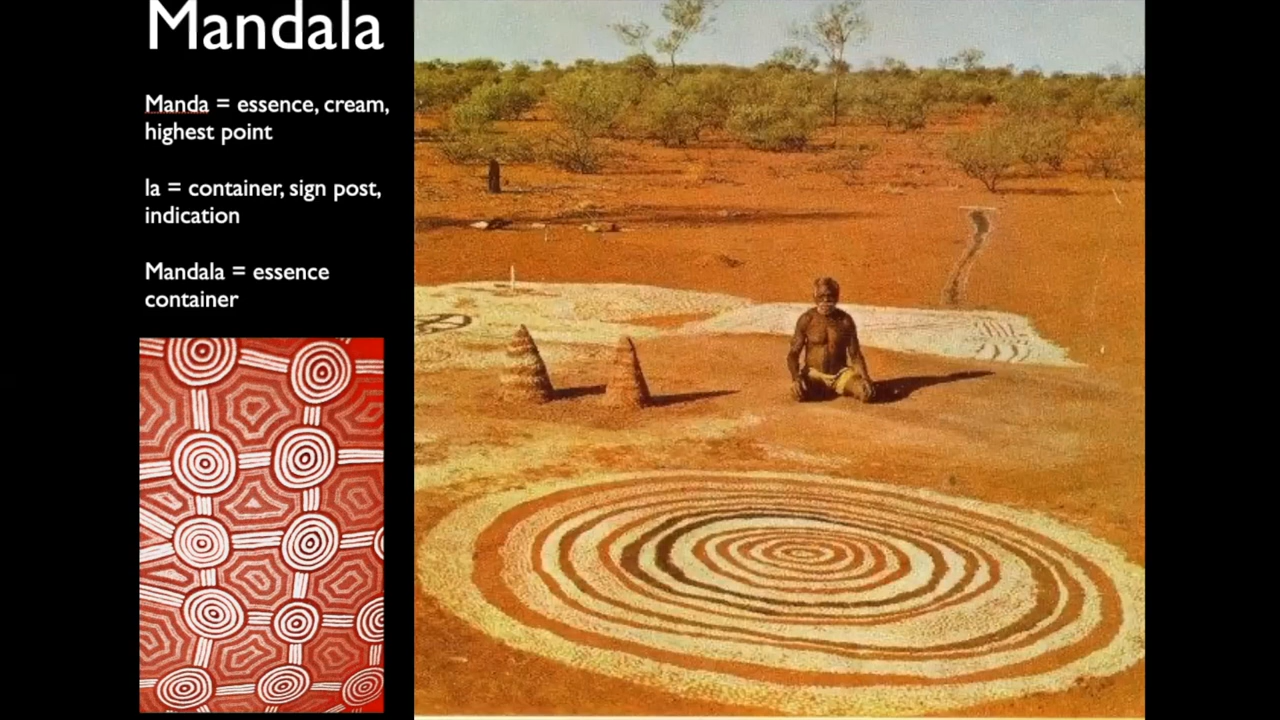 Mandala
Manda = essence, cream,
highest point
la = container, sign post,
indication
Mandala = essence
container